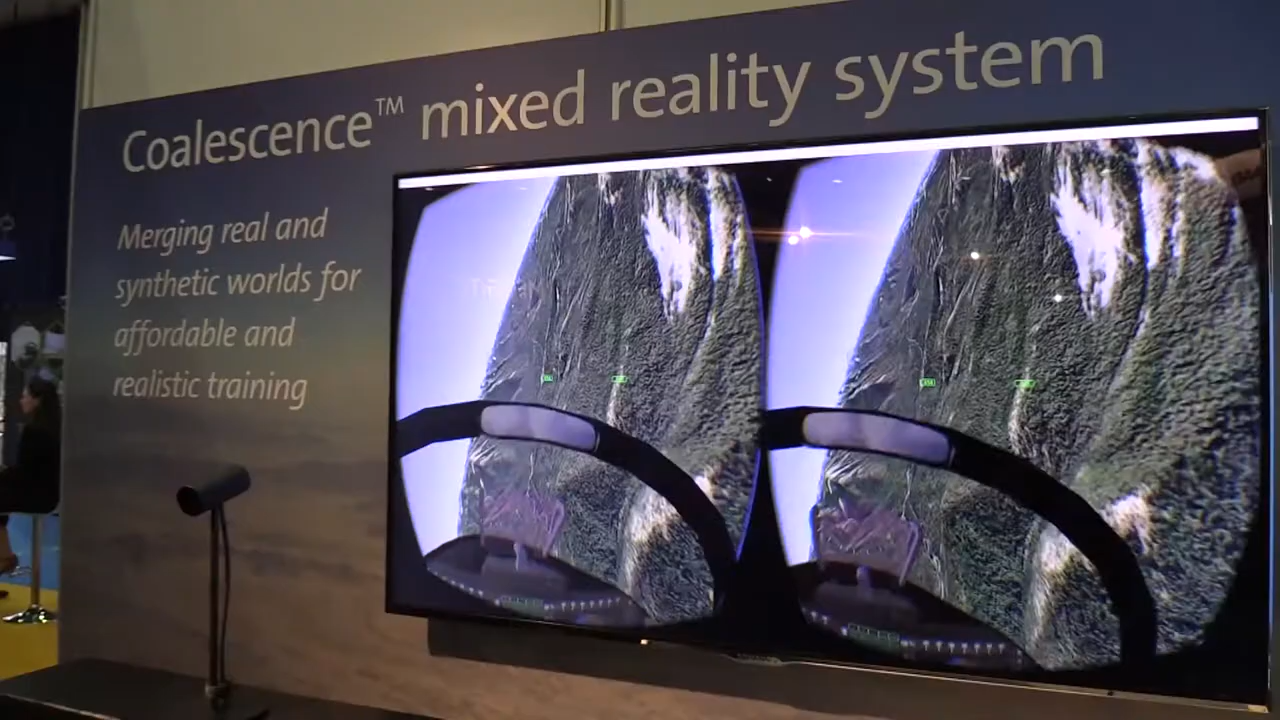 Coalescence™ mixed reality system
Merging real and
synthetic worlds for
affordable and
realistic training